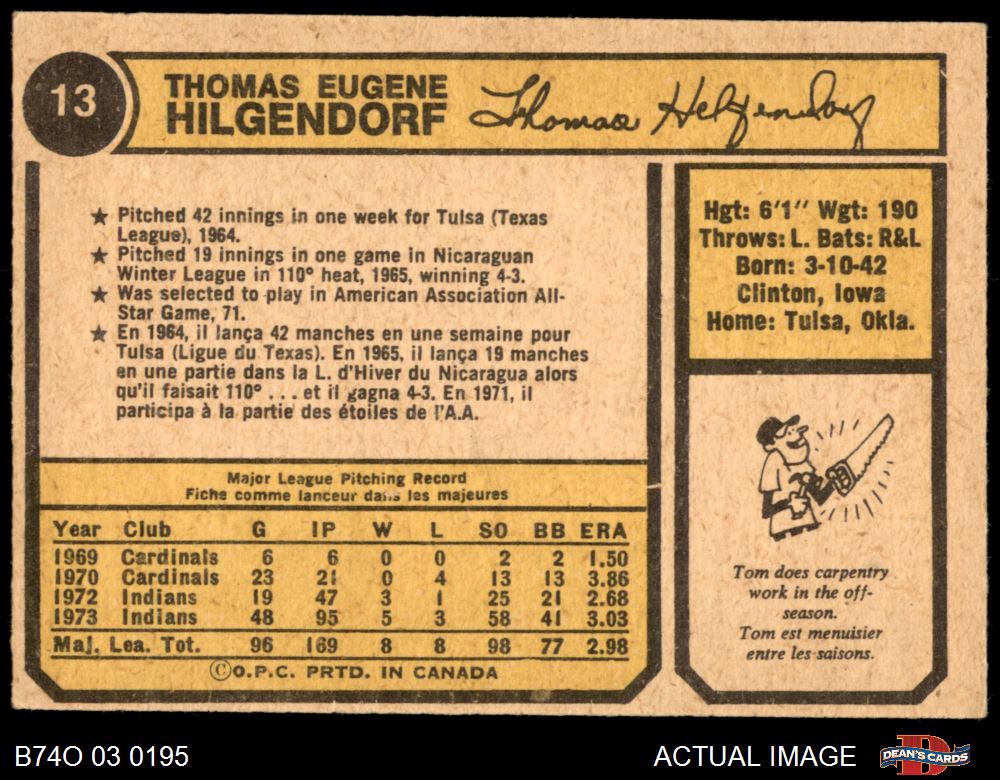 13
THOMAS EUGENE
HILGENDORF
Thomas Hilgendorf
★ Pitched 42 innings in one week for Tulsa (Texas
League), 1964.
★ Pitched 19 innings in one game in Nicaraguan
Winter League in 110° heat, 1965, winning 4-3.
★ Was selected to play in American Association All-
Star Game, 71.
★ En 1964, il lança 42 manches en une semaine pour
Tulsa (Ligue du Texas). En 1965, il lança 19 manches
en une partie dans la L. d'Hiver du Nicaragua alors
qu'il faisait 110° . . . et il gagna 4-3. En 1971, il
participa à la partie des étoiles de l'A.A.
Hgt: 6'1" Wgt: 190
Throws: L. Bats: R&L
Born: 3-10-42
Clinton, Iowa
Home: Tulsa, Okla.
Major League Pitching Record
Fiche comme lanceur dans les majeures
Year Club G IP W L SO BB ERA
1969 Cardinals 6 6 0 0 2 2 1.50
1970 Cardinals 23 21 0 4 13 13 3.86
1972 Indians 19 47 3 1 25 21 2.68
1973 Indians 48 95 5 3 58 41 3.03
Maj. Lea. Tot. 96 169 8 8 98 77 2.98
©O.P.C. PRTD. IN CANADA
Tom does carpentry
work in the off-
season.
Tom est menuisier
entre les saisons.
B74O 03 0195
ACTUAL IMAGE
DEAN'S CARDS